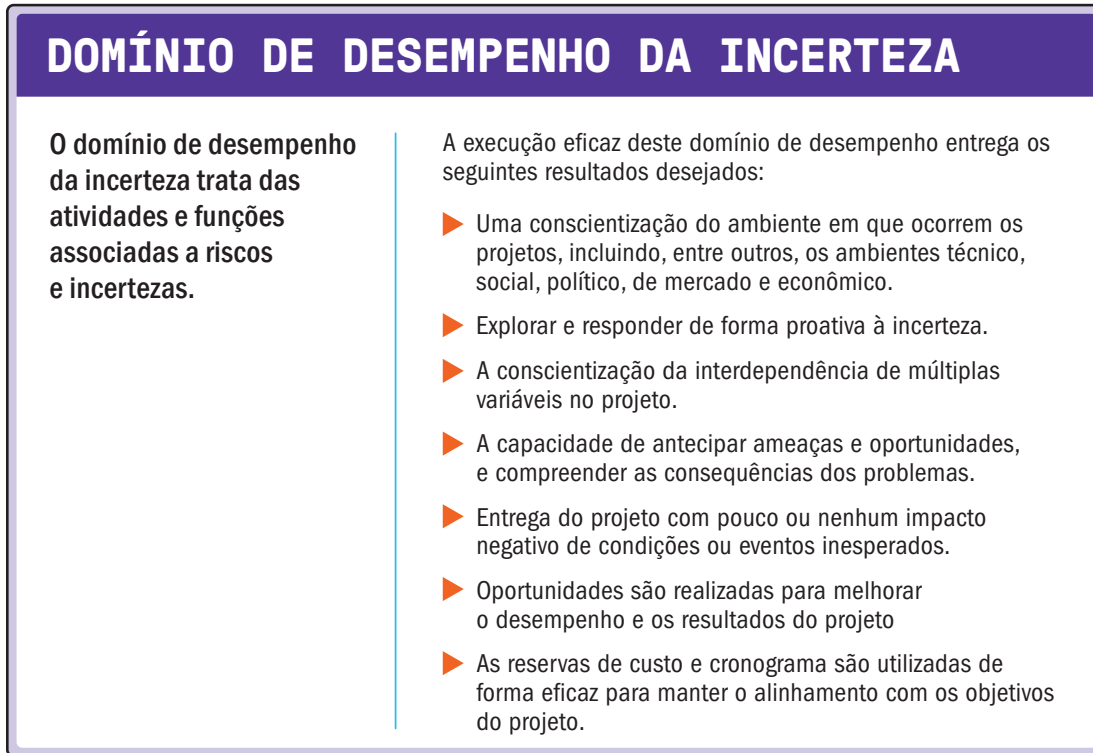 DOMÍNIO DE DESEMPENHO DA INCERTEZA
O domínio de desempenho
da incerteza trata das
atividades e funções
associadas a riscos
e incertezas.
A execução eficaz deste domínio de desempenho entrega os
seguintes resultados desejados:
Uma conscientização do ambiente em que ocorrem os
projetos, incluindo, entre outros, os ambientes técnico,
social, político, de mercado e econômico.
Explorar e responder de forma proativa à incerteza.
A conscientização da interdependência de múltiplas
variáveis no projeto.
A capacidade de antecipar ameaças e oportunidades,
e compreender as consequências dos problemas.
Entrega do projeto com pouco ou nenhum impacto
negativo de condições ou eventos inesperados.
Oportunidades são realizadas para melhorar
o desempenho e os resultados do projeto
As reservas de custo e cronograma são utilizadas de
forma eficaz para manter o alinhamento com os objetivos
do projeto.